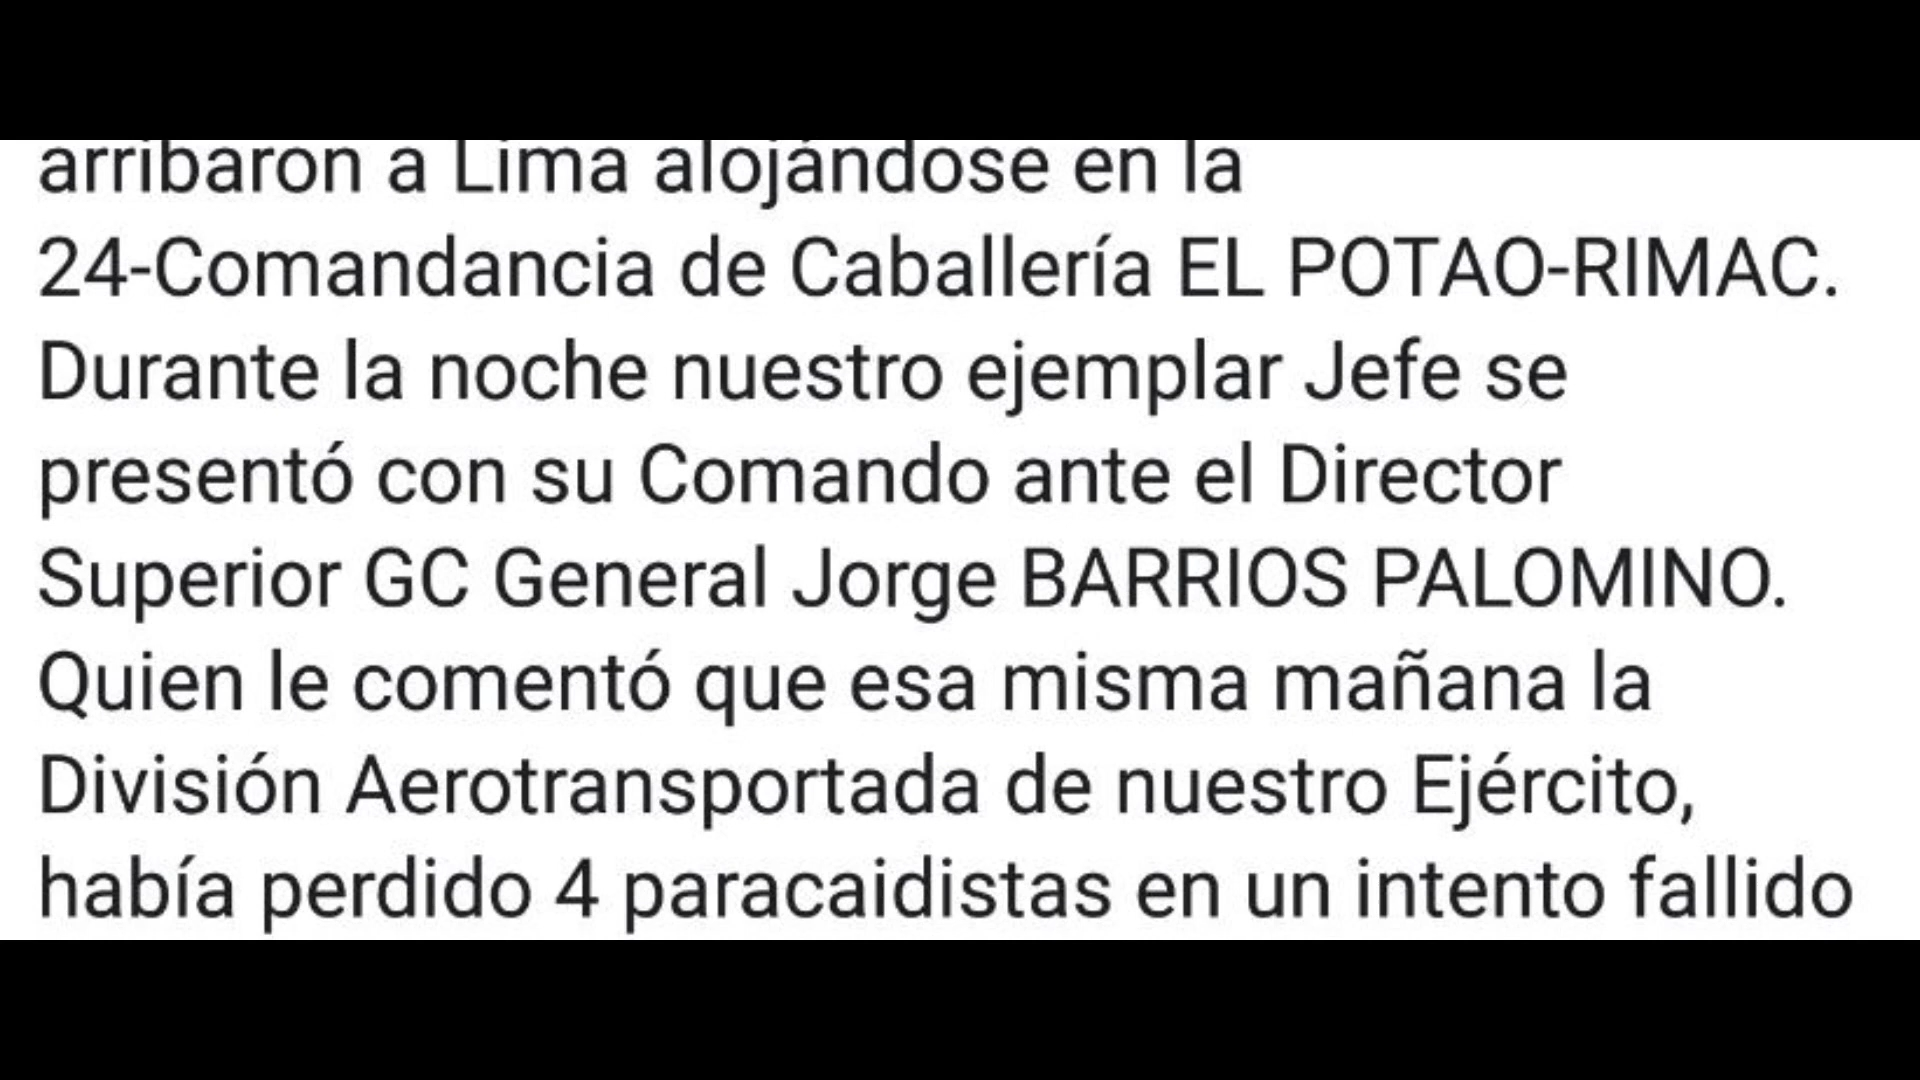 arribaron a Lima alojándose en la
24-Comandancia de Caballería EL POTAO-RIMAC.
Durante la noche nuestro ejemplar Jefe se
presentó con su Comando ante el Director
Superior GC General Jorge BARRIOS PALOMINO.
Quien le comentó que esa misma mañana la
División Aerotransportada de nuestro Ejército,
había perdido 4 paracaidistas en un intento fallido